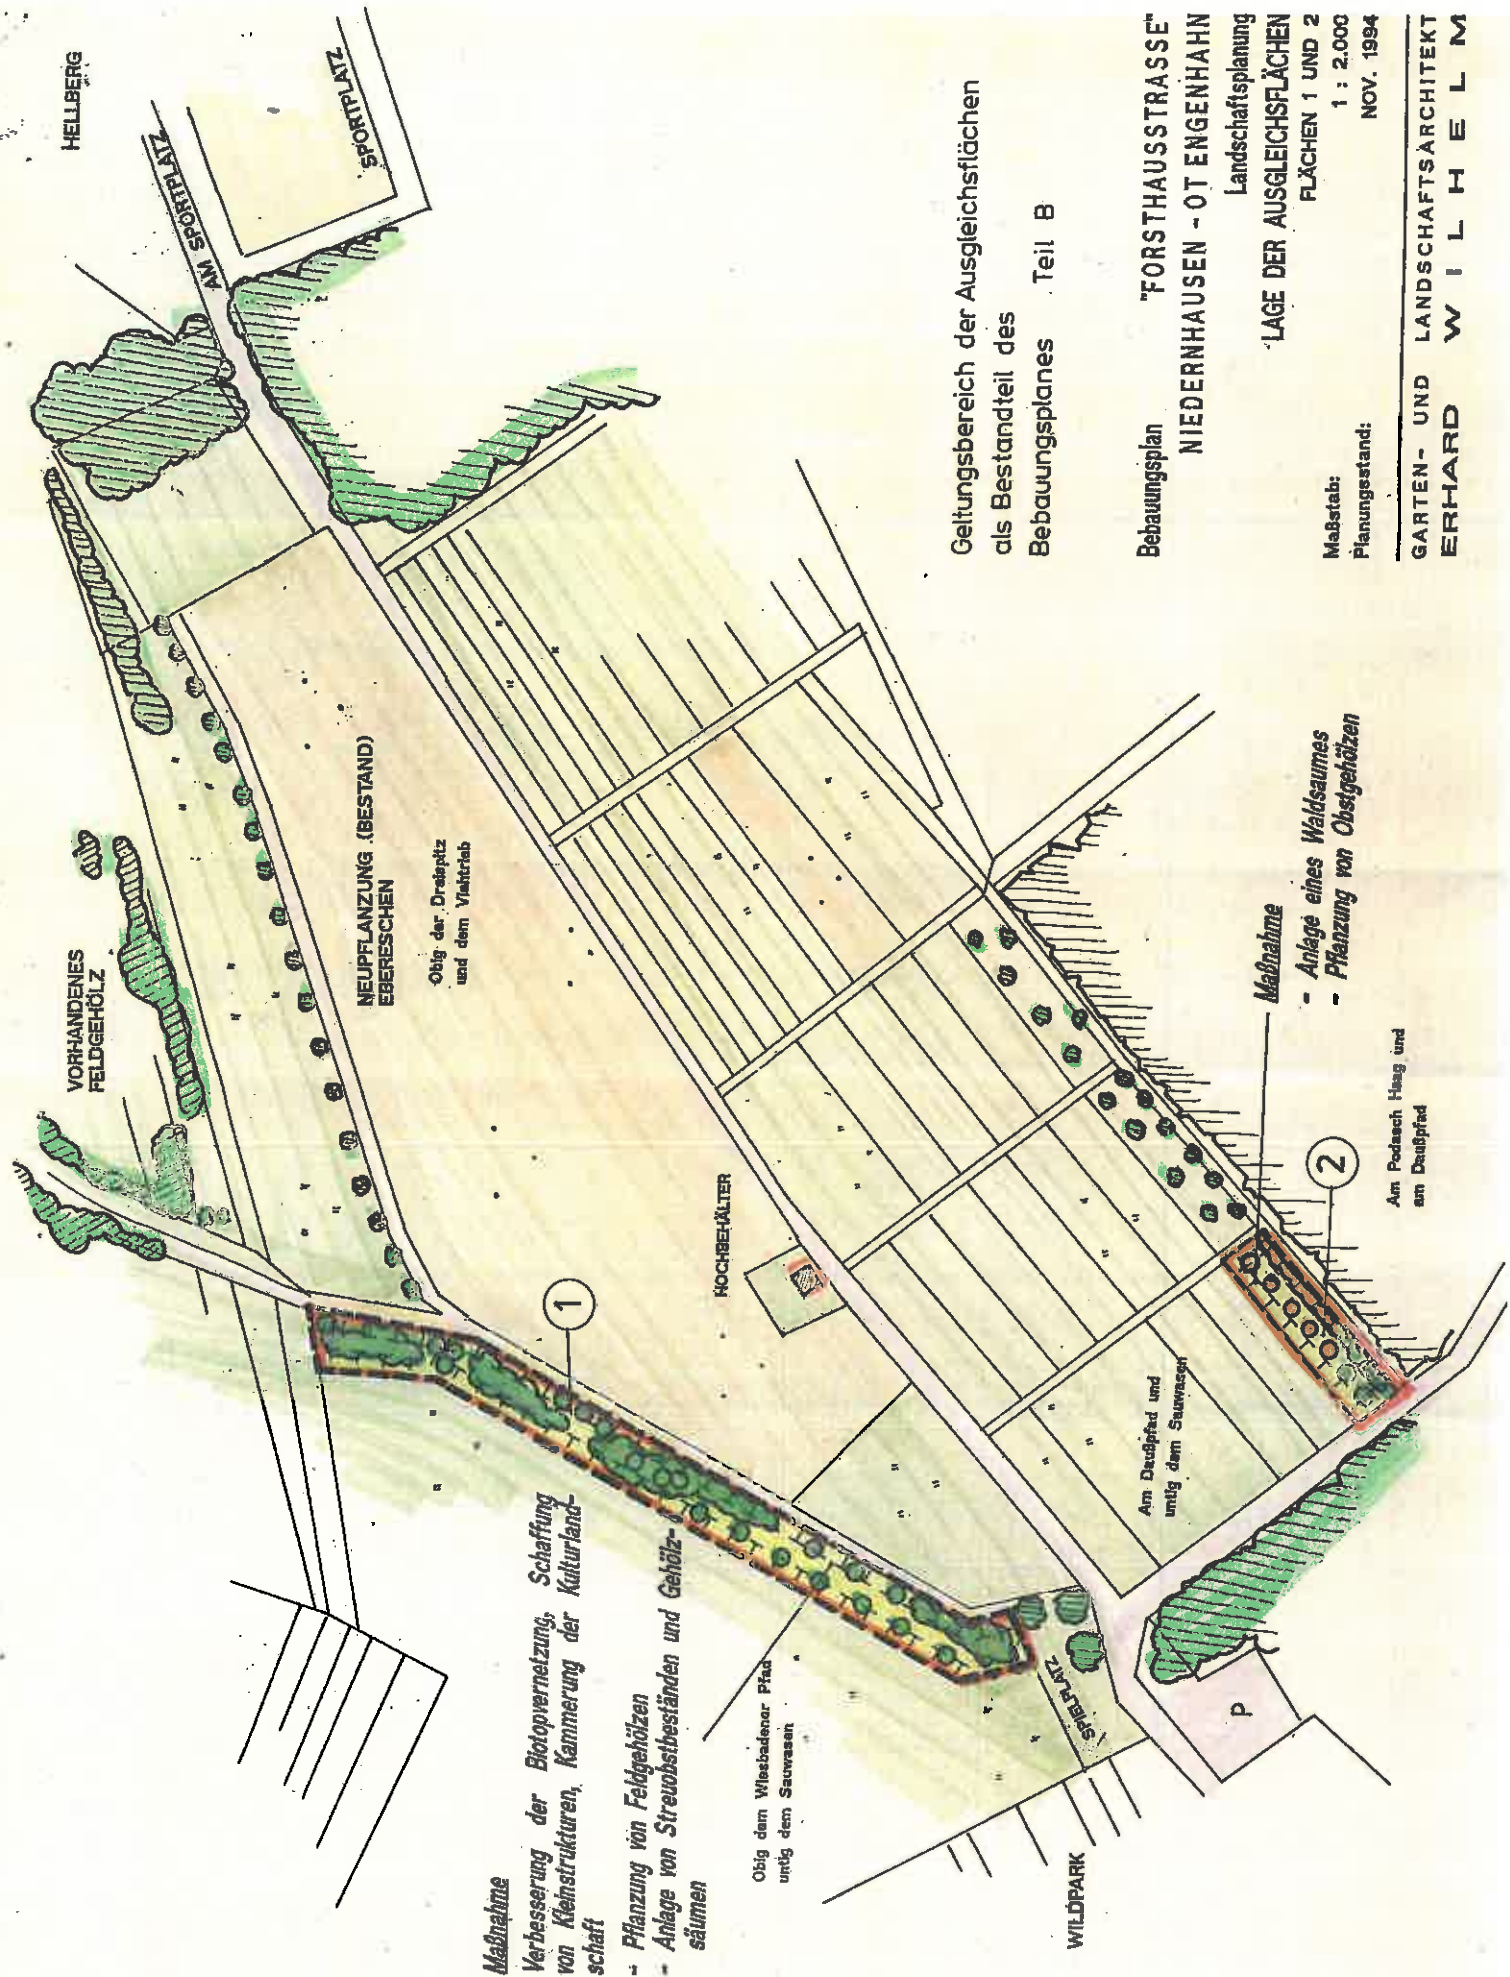 HELLBERG
AM SPORTPLATZ
SPORTPLATZ
VORHANDENES
FELDGEHÖLZ
NEUPFLANZUNG (BESTAND)
EBERESCHEN
Obig der Dreispitz
und dem Viehtrieb
HOCHBEHÄLTER
1
Maßnahme
Verbesserung der Biotopvernetzung, Schaffung
von Kleinstrukturen, Kammerung der Kulturland-
schaft
- Pflanzung von Feldgehölzen
- Anlage von Streuobstbeständen und Gehölz-
säumen
Obig dem Wiesbadener Pfad
untig dem Sauwasen
WILDPARK
SPIELPLATZ
P
Am Daußpfad und
untig dem Sauwasen
2
Maßnahme
- Anlage eines Waldsaumes
- Pflanzung von Obstgehölzen
Am Podasch Haag und
am Daußpfad
Geltungsbereich der Ausgleichsflächen
als Bestandteil des
Bebauungsplanes Teil B
Bebauungsplan "FORSTHAUSSTRASSE"
NIEDERNHAUSEN - OT ENGENHAHN
Landschaftsplanung
LAGE DER AUSGLEICHSFLÄCHEN
FLÄCHEN 1 UND 2
Maßstab: 1 : 2.000
Planungsstand: NOV. 1994
GARTEN- UND LANDSCHAFTSARCHITEKT
ERHARD WILHELM